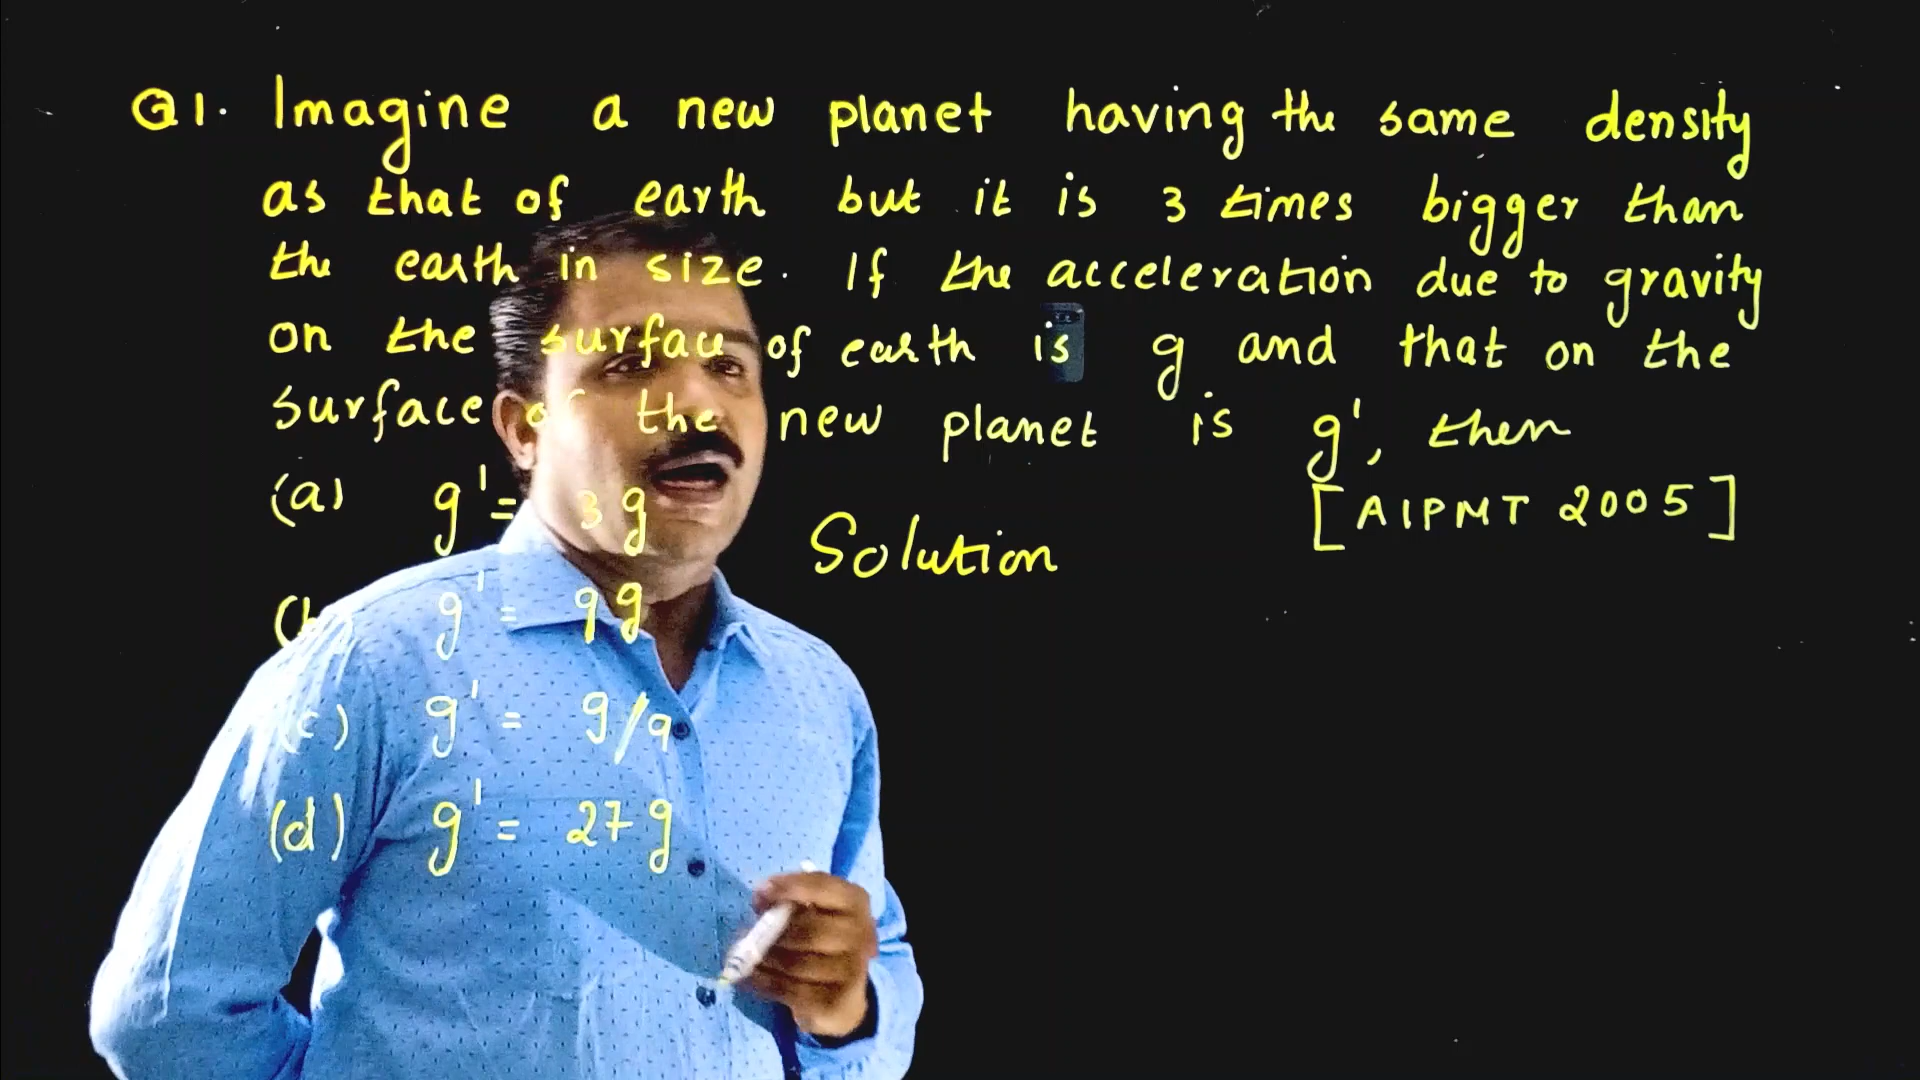 Q1. Imagine a new planet having the same density
as that of earth but it is 3 times bigger than
the earth in size. If the acceleration due to gravity
on the surface of earth is g and that on the
surface of the new planet is g', then
(a) g' = 3g
[AIPMT 2005]
Solution
(b) g' = 9g
(c) g' = g/9
(d) g' = 27g